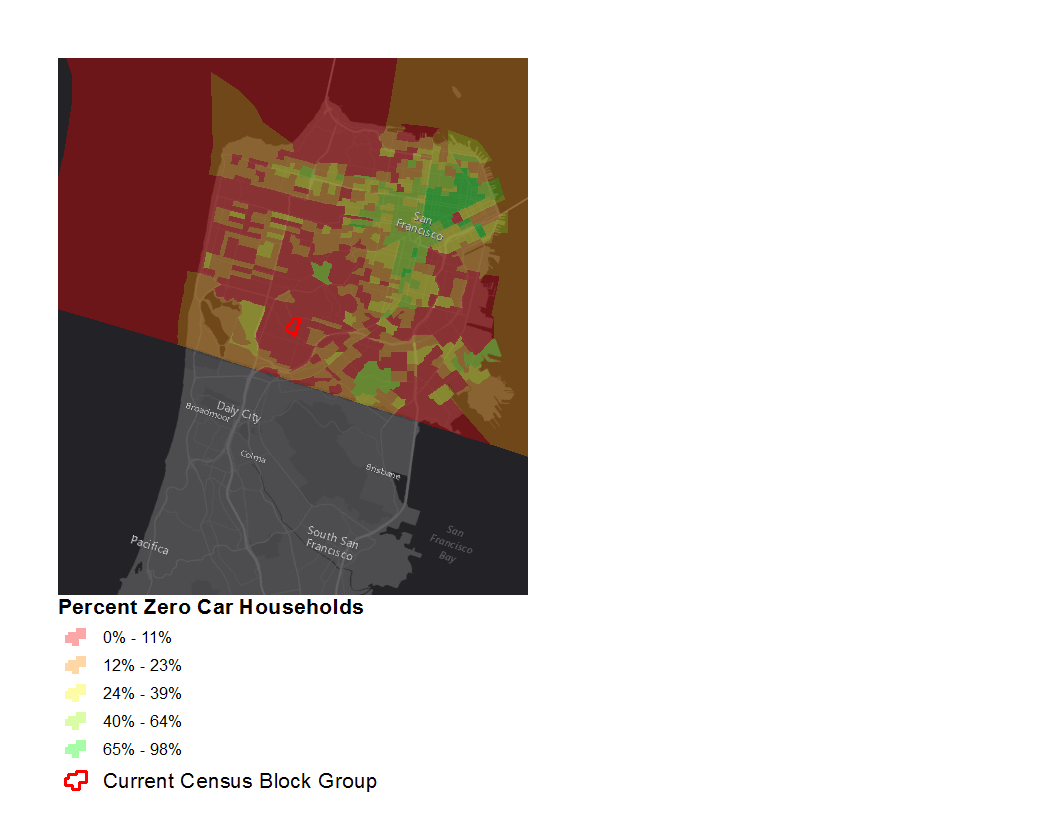 San
Francisco
Daly City
Broadmoor
Colma
Brisbane
San
Francisco
Bay
South San
Francisco
Pacifica
Percent Zero Car Households
0% - 11%
12% - 23%
24% - 39%
40% - 64%
65% - 98%
Current Census Block Group